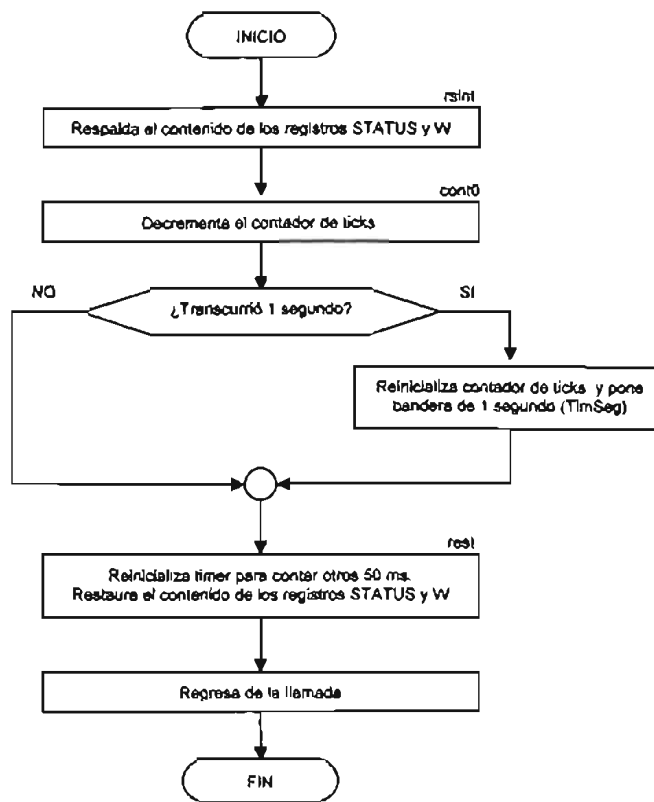 INICIO
rsint
Respalda el contenido de los registros STATUS y W
cont0
Decrementa el contador de ticks
NO
¿Transcurrió 1 segundo?
SI
Reinicializa contador de ticks y pone
bandera de 1 segundo (TimSeg)
rest
Reinicializa timer para contar otros 50 ms.
Restaura el contenido de los registros STATUS y W
Regresa de la llamada
FIN